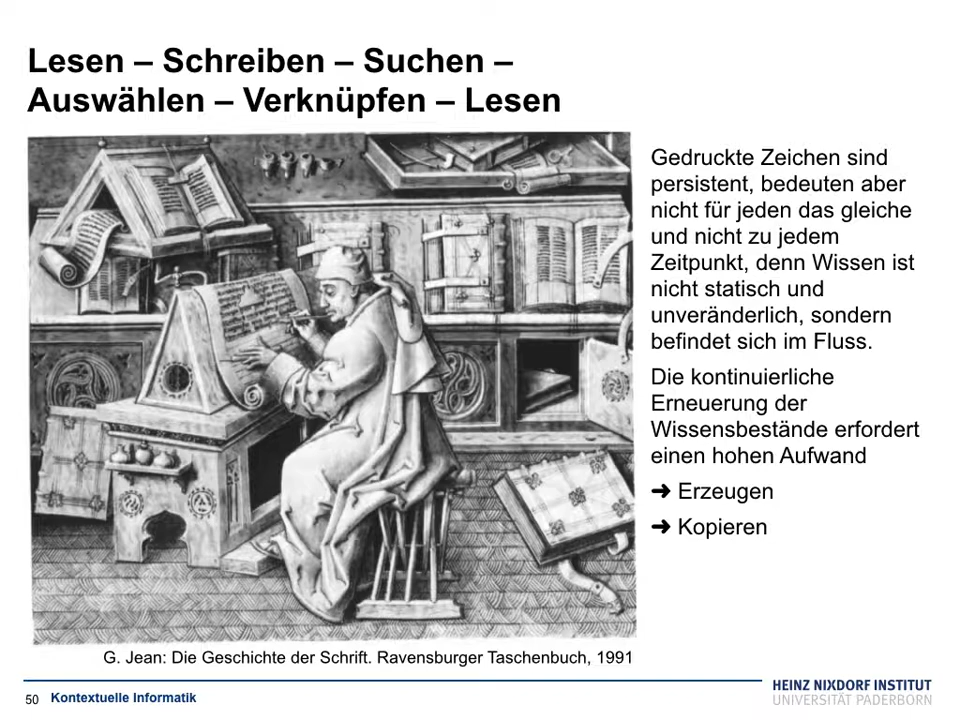 Lesen – Schreiben – Suchen –
Auswählen – Verknüpfen – Lesen
Gedruckte Zeichen sind
persistent, bedeuten aber
nicht für jeden das gleiche
und nicht zu jedem
Zeitpunkt, denn Wissen ist
nicht statisch und
unveränderlich, sondern
befindet sich im Fluss.
Die kontinuierliche
Erneuerung der
Wissensbestände erfordert
einen hohen Aufwand
➜ Erzeugen
➜ Kopieren
G. Jean: Die Geschichte der Schrift. Ravensburger Taschenbuch, 1991
50 Kontextuelle Informatik
HEINZ NIXDORF INSTITUT
UNIVERSITÄT PADERBORN